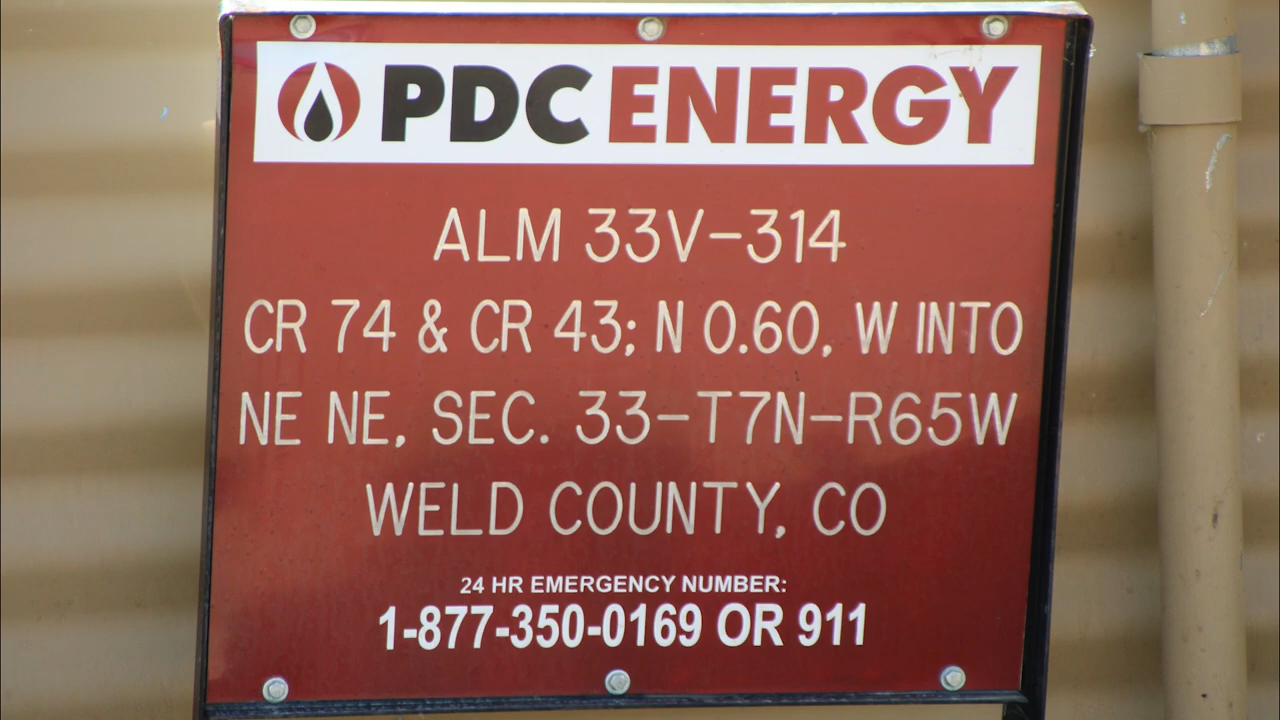 PDC ENERGY
ALM 33V-314
CR 74 & CR 43; N 0.60, W INTO
NE NE, SEC. 33-T7N-R65W
WELD COUNTY, CO
24 HR EMERGENCY NUMBER:
1-877-350-0169 OR 911